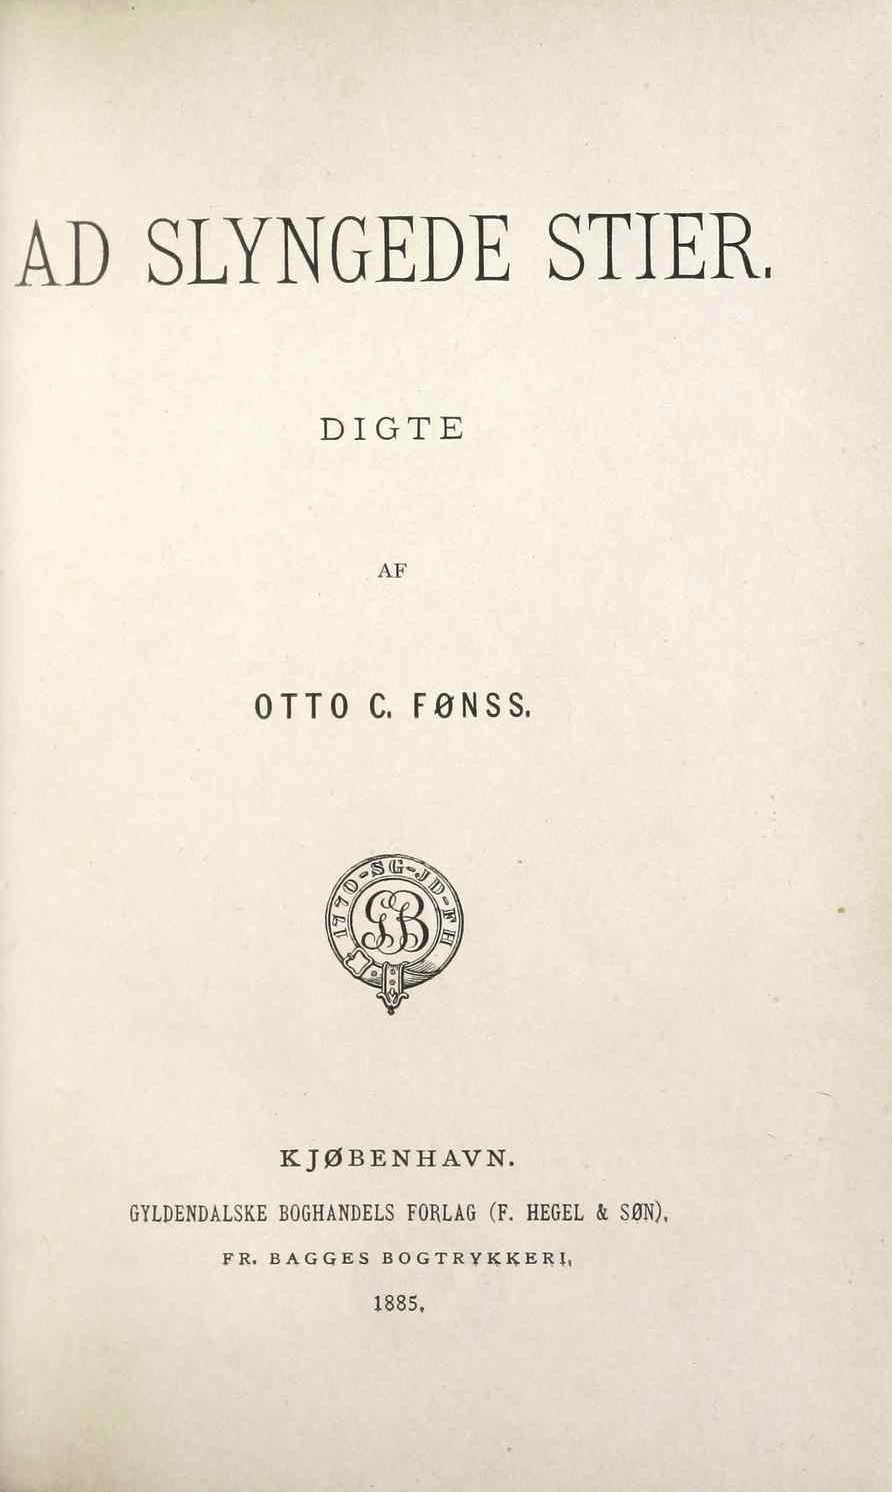 AD SLYNGEDE STIER.
DIGTE
AF
OTTO C. FØNSS.
1770-SG-JD-FH
GB
KJØBENHAVN.
GYLDENDALSKE BOGHANDELS FORLAG (F. HEGEL & SØN).
FR. BAGGES BOGTRYKKERI.
1885.